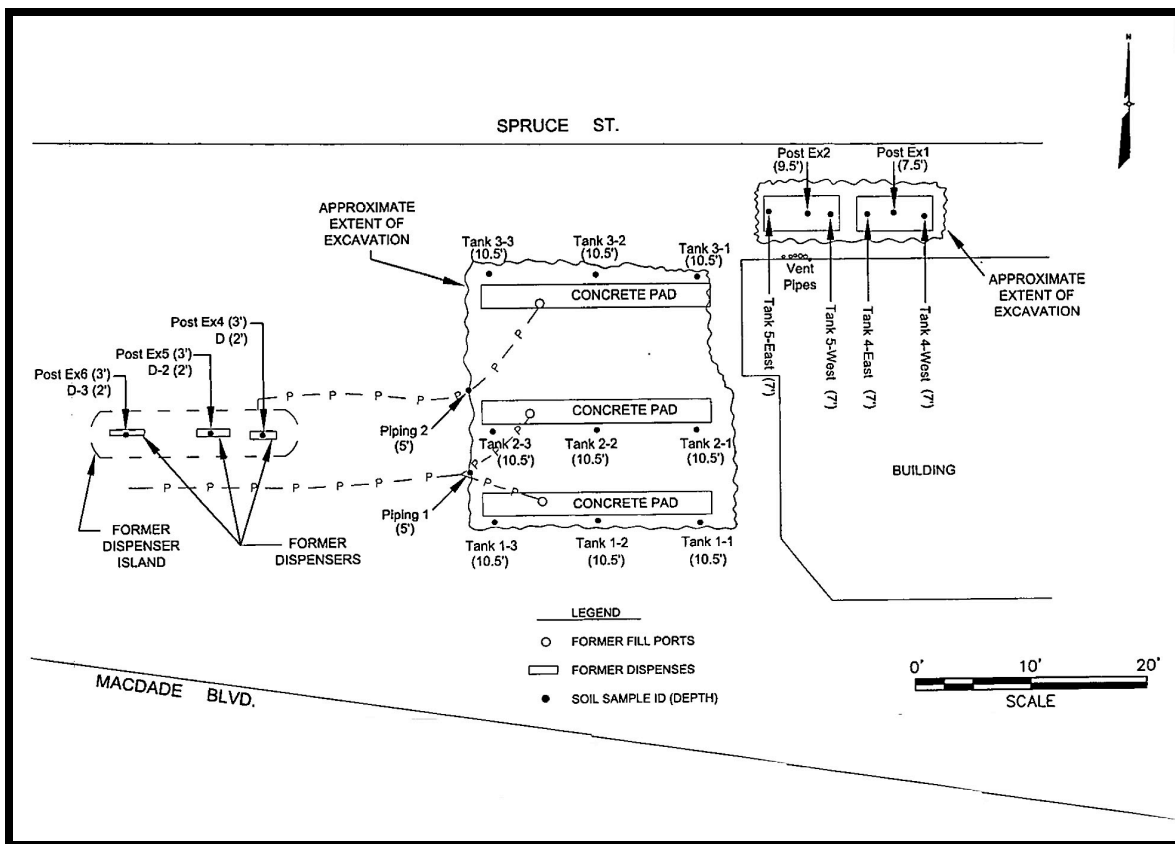 N
SPRUCE ST.
Post Ex2
(9.5')
Post Ex1
(7.5')
APPROXIMATE
EXTENT OF
EXCAVATION
Tank 3-3
(10.5')
Tank 3-2
(10.5')
Tank 3-1
(10.5')
Vent
Pipes
APPROXIMATE
EXTENT OF
EXCAVATION
Tank 5-East (7')
Tank 5-West (7')
Tank 4-East (7')
Tank 4-West (7')
CONCRETE PAD
P
P
P
Post Ex4 (3')
D (2')
Post Ex5 (3')
D-2 (2')
Post Ex6 (3')
D-3 (2')
P P P P P
Piping 2
(5')
CONCRETE PAD
Tank 2-3
(10.5')
Tank 2-2
(10.5')
Tank 2-1
(10.5')
P
P
P P P P P P P
P P
BUILDING
Piping 1
(5')
CONCRETE PAD
FORMER
DISPENSER
ISLAND
FORMER
DISPENSERS
Tank 1-3
(10.5')
Tank 1-2
(10.5')
Tank 1-1
(10.5')
LEGEND
FORMER FILL PORTS
FORMER DISPENSES
SOIL SAMPLE ID (DEPTH)
MACDADE BLVD.
0' 10' 20'
SCALE